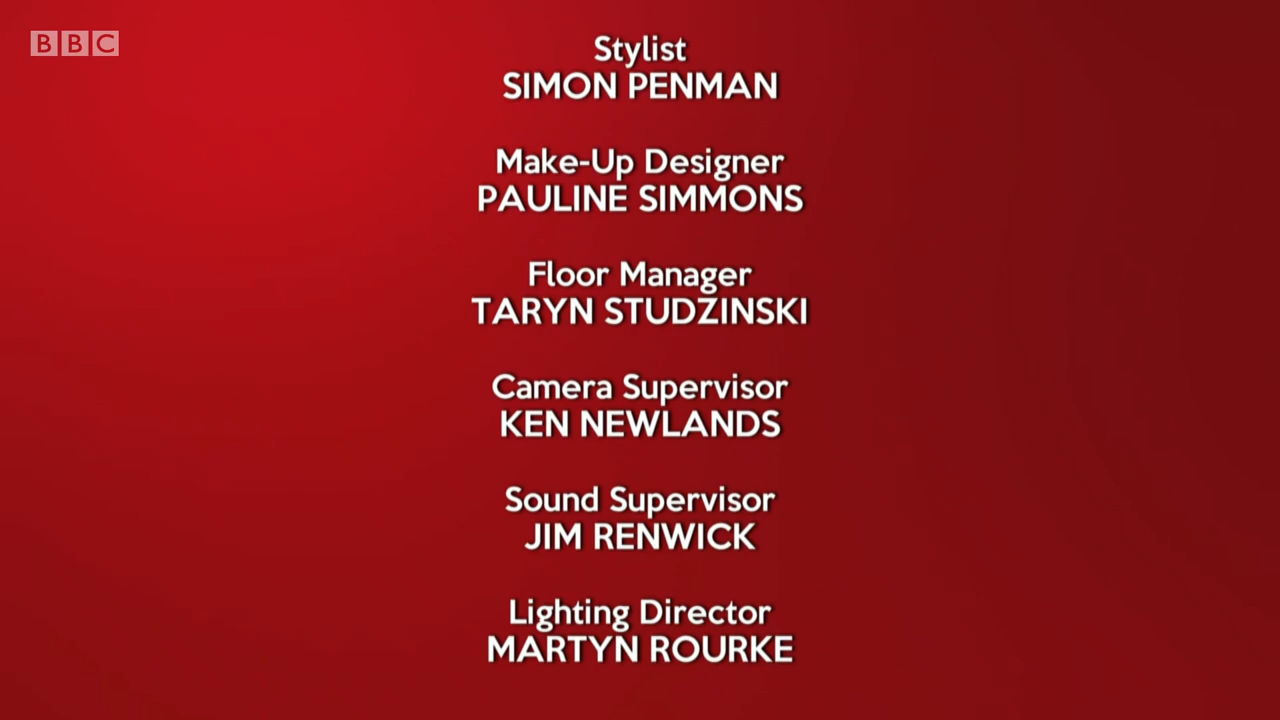 BBC
Stylist
SIMON PENMAN
Make-Up Designer
PAULINE SIMMONS
Floor Manager
TARYN STUDZINSKI
Camera Supervisor
KEN NEWLANDS
Sound Supervisor
JIM RENWICK
Lighting Director
MARTYN ROURKE